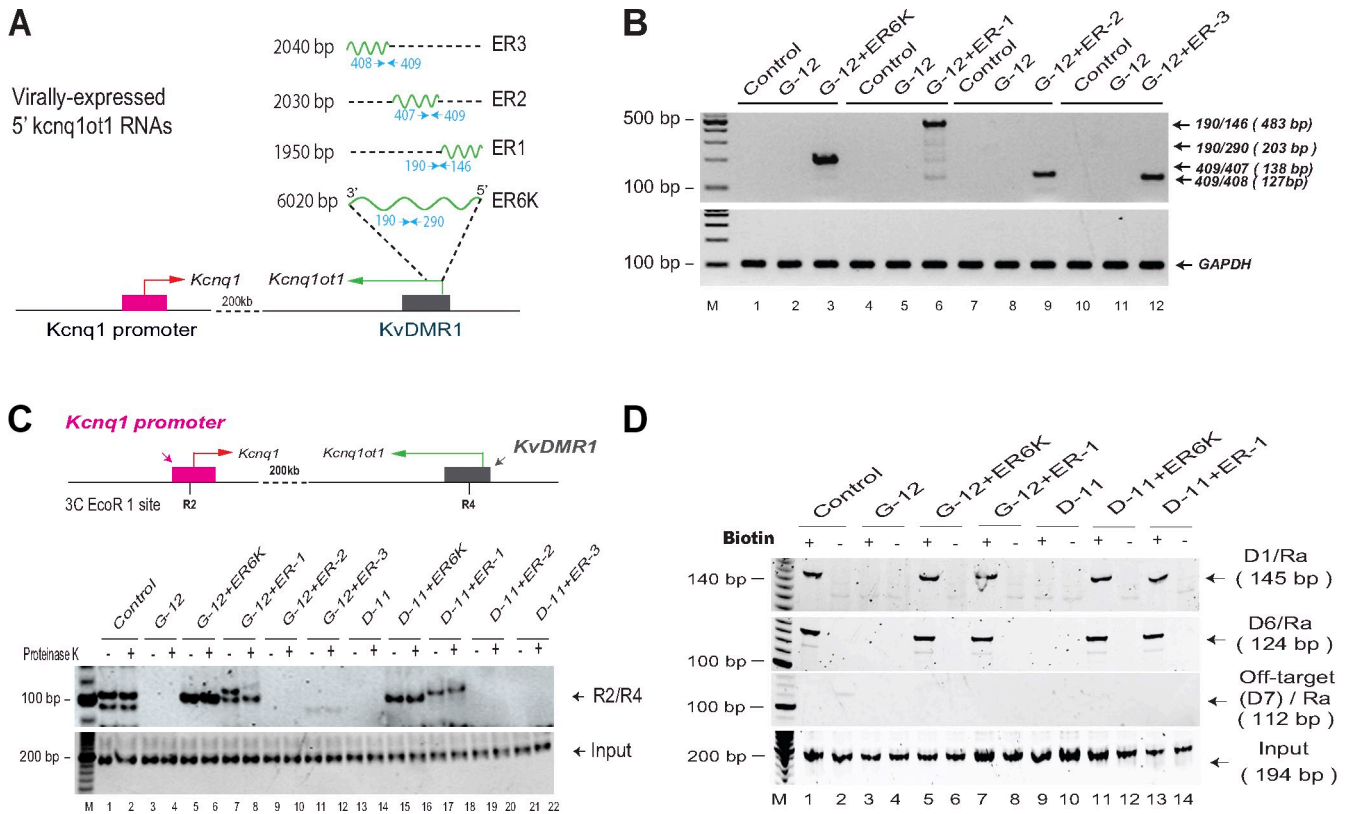 A
Virally-expressed
5' kcnq1ot1 RNAs
2040 bp
ER3
408
409
2030 bp
ER2
407
409
1950 bp
ER1
190
146
6020 bp
3'
5'
ER6K
190
290
Kcnq1
Kcnq1ot1
200kb
Kcnq1 promoter
KvDMR1
B
Control
G-12
G-12+ER6K
Control
G-12
G-12+ER-1
Control
G-12
G-12+ER-2
Control
G-12
G-12+ER-3
500 bp
100 bp
190/146 ( 483 bp)
190/290 ( 203 bp )
409/407 ( 138 bp)
409/408 ( 127bp)
100 bp
GAPDH
M 1 2 3 4 5 6 7 8 9 10 11 12
C
Kcnq1 promoter
Kcnq1
Kcnq1ot1
KvDMR1
200kb
3C EcoR 1 site
R2
R4
Control
G-12
G-12+ER6K
G-12+ER-1
G-12+ER-2
G-12+ER-3
D-11
D-11+ER6K
D-11+ER-1
D-11+ER-2
D-11+ER-3
Proteinase K - + - + - + - + - + - + - + - + - + - + - +
100 bp
R2/R4
200 bp
Input
M 1 2 3 4 5 6 7 8 9 10 11 12 13 14 15 16 17 18 19 20 21 22
D
Control
G-12
G-12+ER6K
G-12+ER-1
D-11
D-11+ER6K
D-11+ER-1
Biotin + - + - + - + - + - + - + -
140 bp
D1/Ra
( 145 bp )
D6/Ra
( 124 bp )
100 bp
Off-target
(D7) / Ra
( 112 bp )
100 bp
200 bp
Input
( 194 bp )
M 1 2 3 4 5 6 7 8 9 10 11 12 13 14